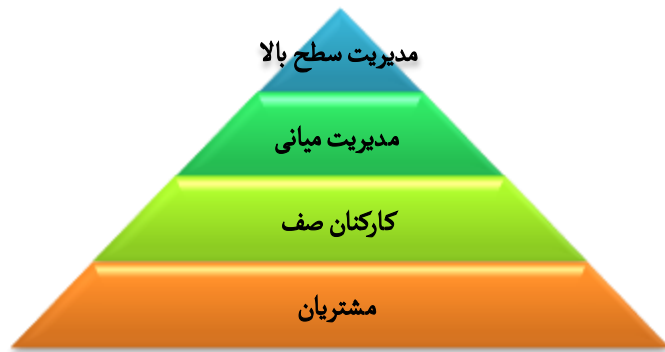 مدیریت سطح بالا
مدیریت میانی
کارکنان صف
مشتریان